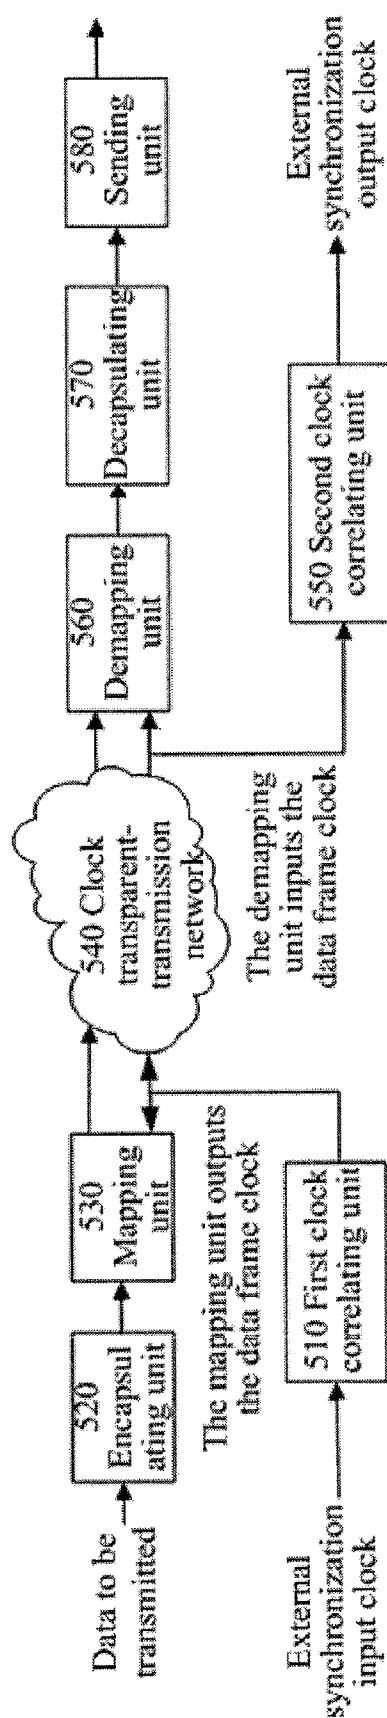 Data to be
transmitted
520
Encapsul
ating unit
530
Mapping
unit
540 Clock
transparent-
transmission
network
560
Demapping
unit
570
Decapsulating
unit
580
Sending
unit
The mapping unit outputs
the data frame clock
The demapping
unit inputs the
data frame clock
External
synchronization
input clock
510 First clock
correlating unit
550 Second clock
correlating unit
External
synchronization
output clock